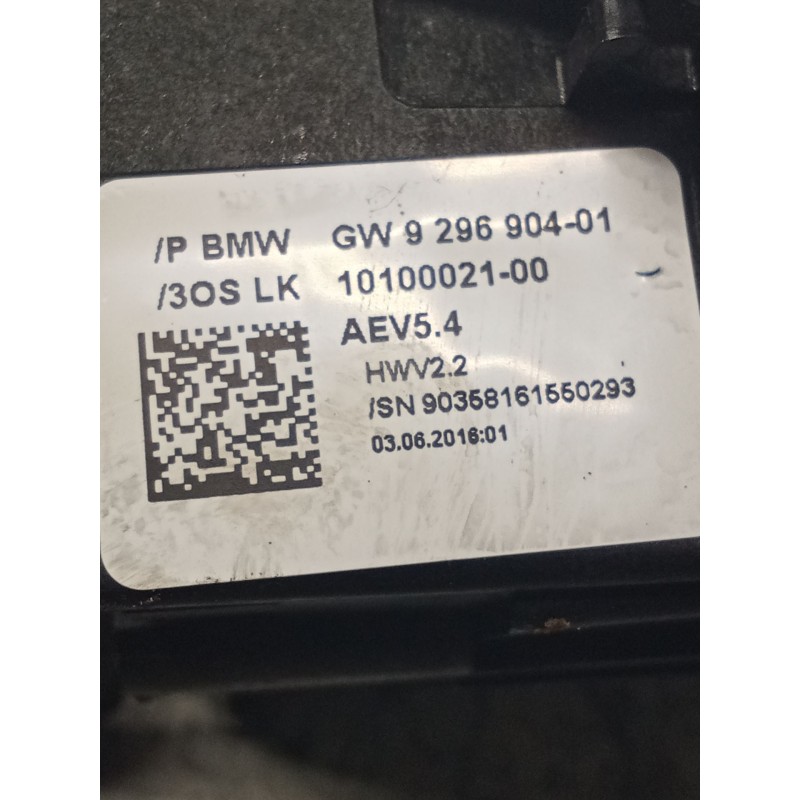 /P BMW GW 9 296 904-01
/3OS LK 10100021-00
AEV5.4
HWV2.2
/SN 90358161550293
03.06.2016:01